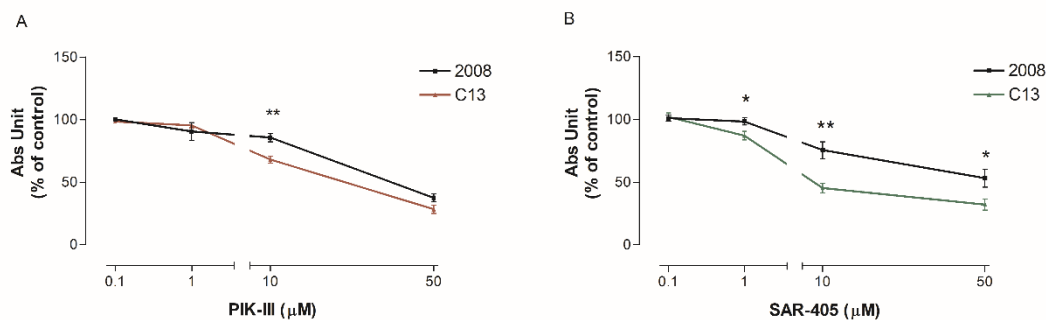 A
150
100
50
0
Abs Unit
(% of control)
**
2008
C13
0.1
1
10
50
PIK-III (μM)
B
150
100
50
0
Abs Unit
(% of control)
*
**
*
2008
C13
0.1
1
10
50
SAR-405 (μM)